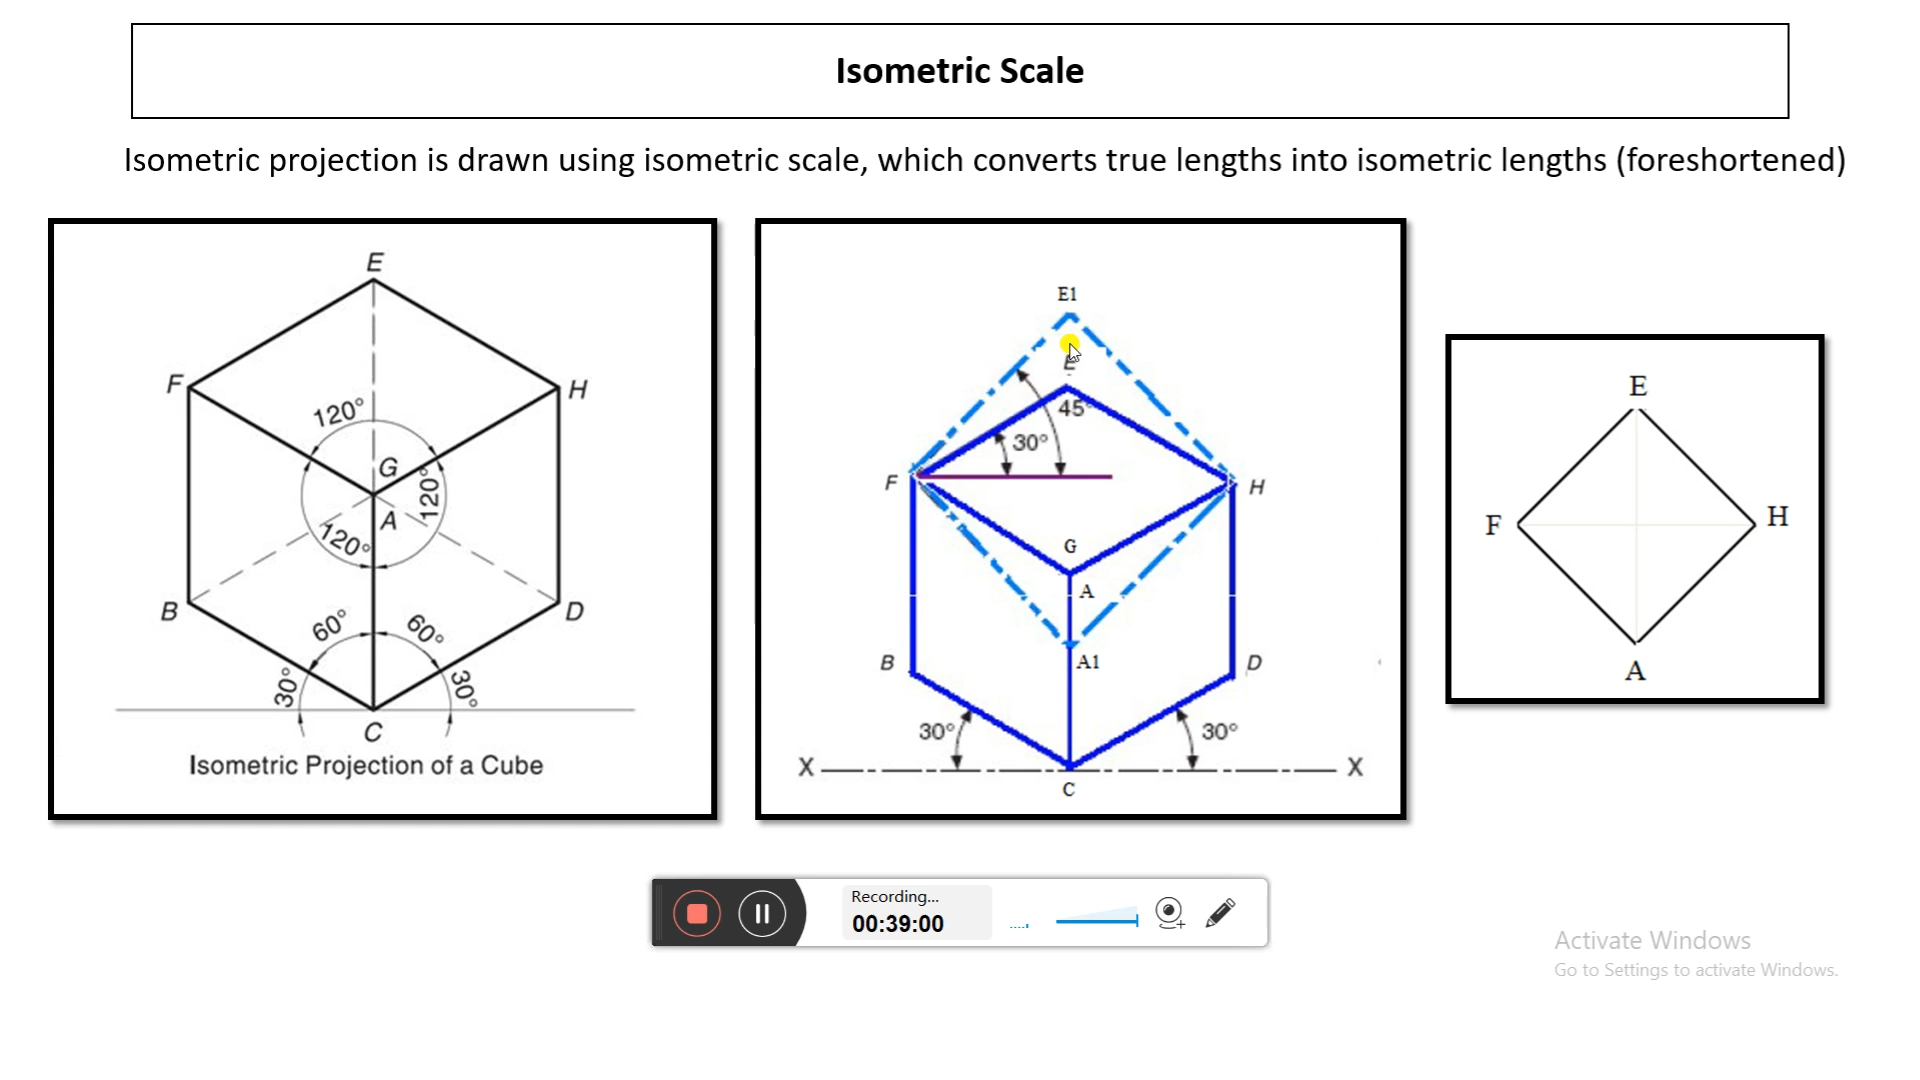 Isometric Scale
Isometric projection is drawn using isometric scale, which converts true lengths into isometric lengths (foreshortened)
E
F
H
120°
G
120°
A
120°
B
D
60°
60°
30°
30°
C
Isometric Projection of a Cube
E1
E
45°
30°
F
H
G
A
B
A1
D
30°
30°
X
X
C
E
F
H
A
Recording...
00:39:00
Activate Windows
Go to Settings to activate Windows.